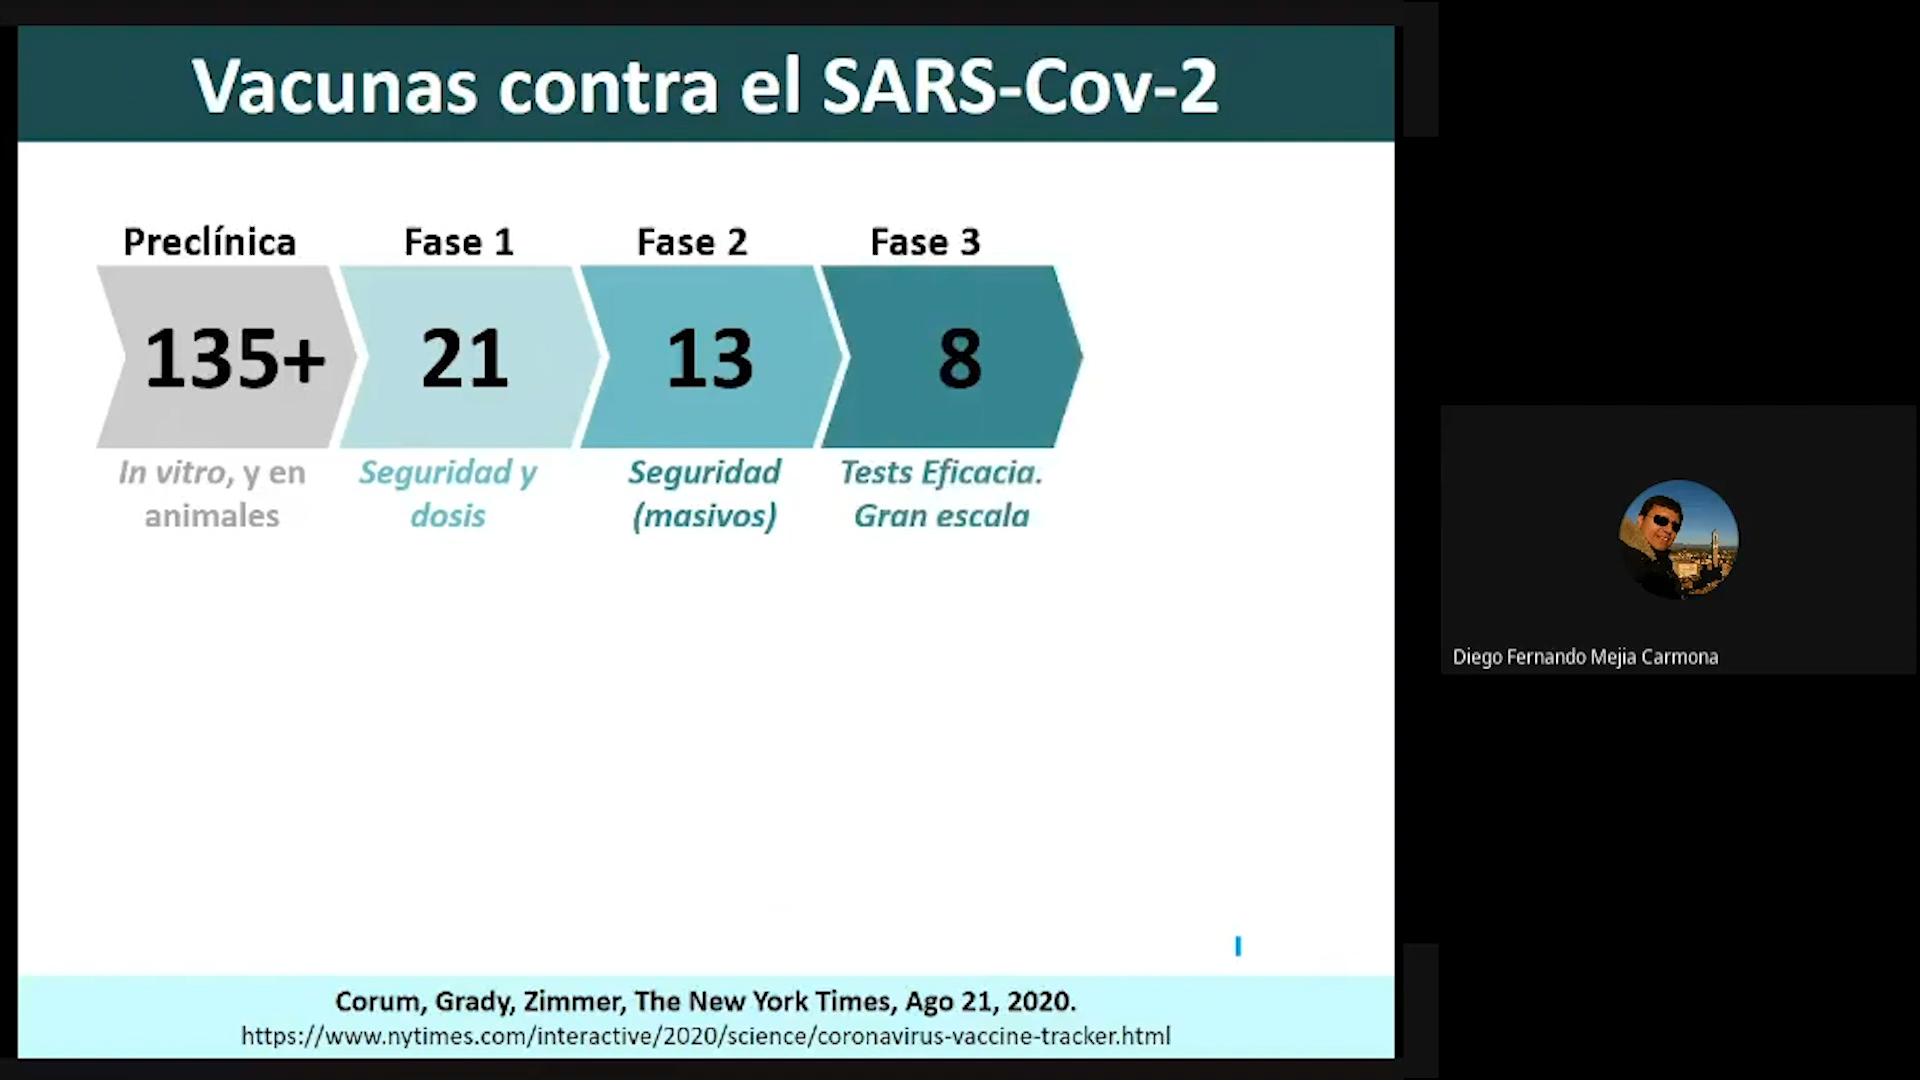 Vacunas contra el SARS-Cov-2
Preclínica
Fase 1
Fase 2
Fase 3
135+
21
13
8
In vitro, y en
animales
Seguridad y
dosis
Seguridad
(masivos)
Tests Eficacia.
Gran escala
Diego Fernando Mejia Carmona
Corum, Grady, Zimmer, The New York Times, Ago 21, 2020.
https://www.nytimes.com/interactive/2020/science/coronavirus-vaccine-tracker.html